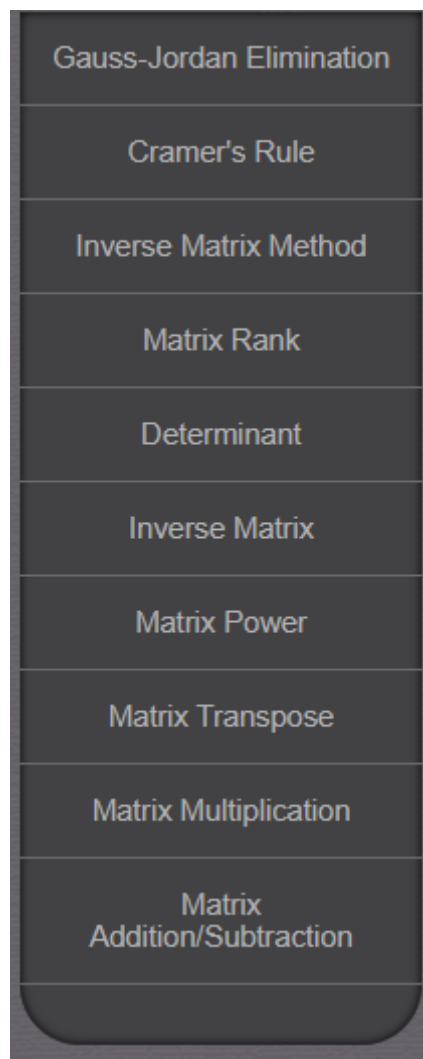 Gauss-Jordan Elimination
Cramer's Rule
Inverse Matrix Method
Matrix Rank
Determinant
Inverse Matrix
Matrix Power
Matrix Transpose
Matrix Multiplication
Matrix
Addition/Subtraction